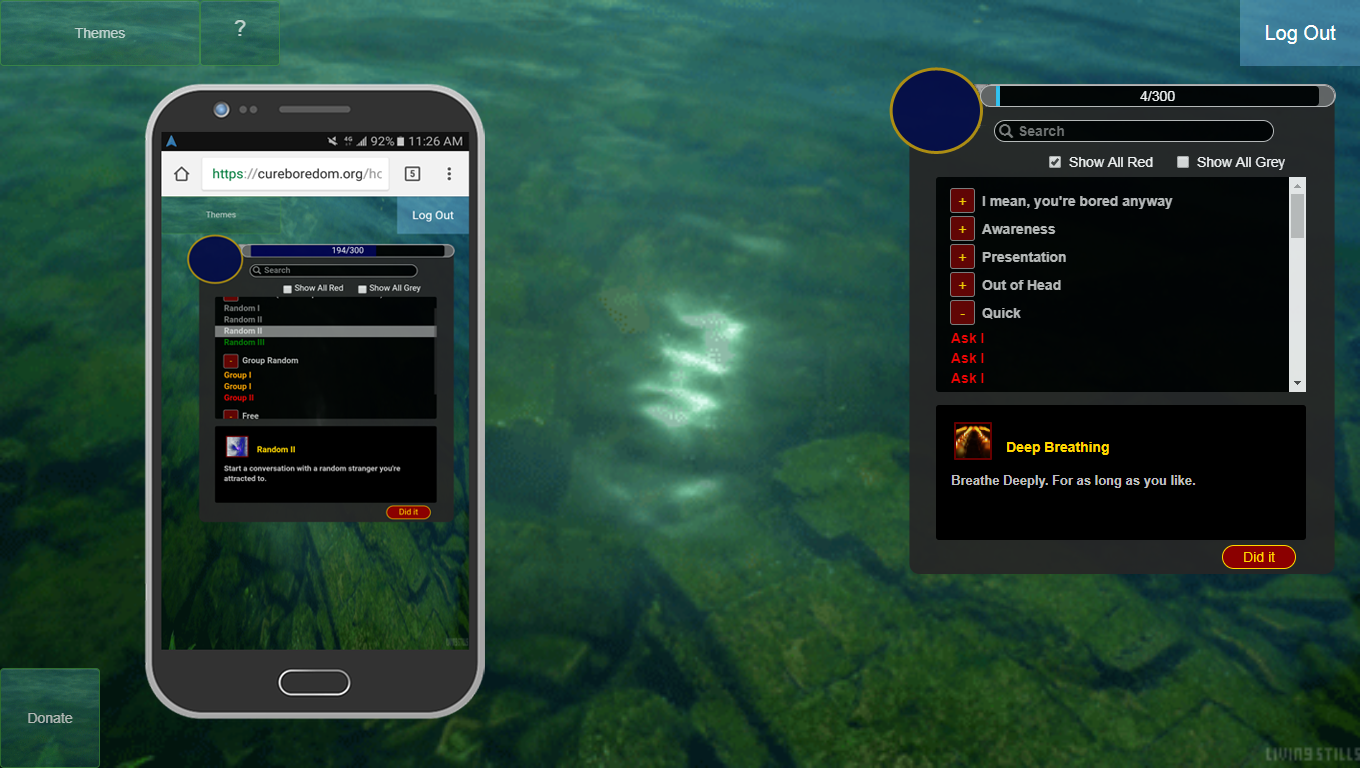 Themes
?
Log Out
92% 11:26 AM
https://cureboredom.org/ho
5
Themes
Log Out
194/300
Search
Show All Red Show All Grey
Random I
Random II
Random II
Random III
- Group Random
Group I
Group I
Group II
- Free
Random II
Start a conversation with a random stranger you're
attracted to.
Did it
4/300
Search
Show All Red Show All Grey
+ I mean, you're bored anyway
+ Awareness
+ Presentation
+ Out of Head
- Quick
Ask I
Ask I
Ask I
Deep Breathing
Breathe Deeply. For as long as you like.
Did it
Donate
LIVING STILLS